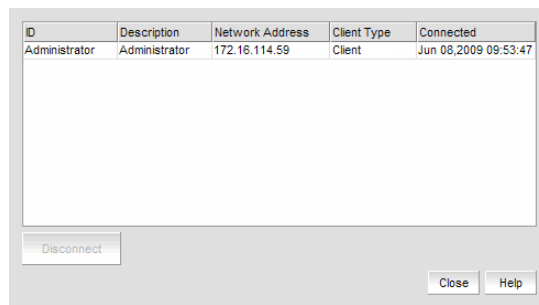 ID Description Network Address Client Type Connected
Administrator Administrator 172.16.114.59 Client Jun 08,2009 09:53:47
Disconnect
Close Help